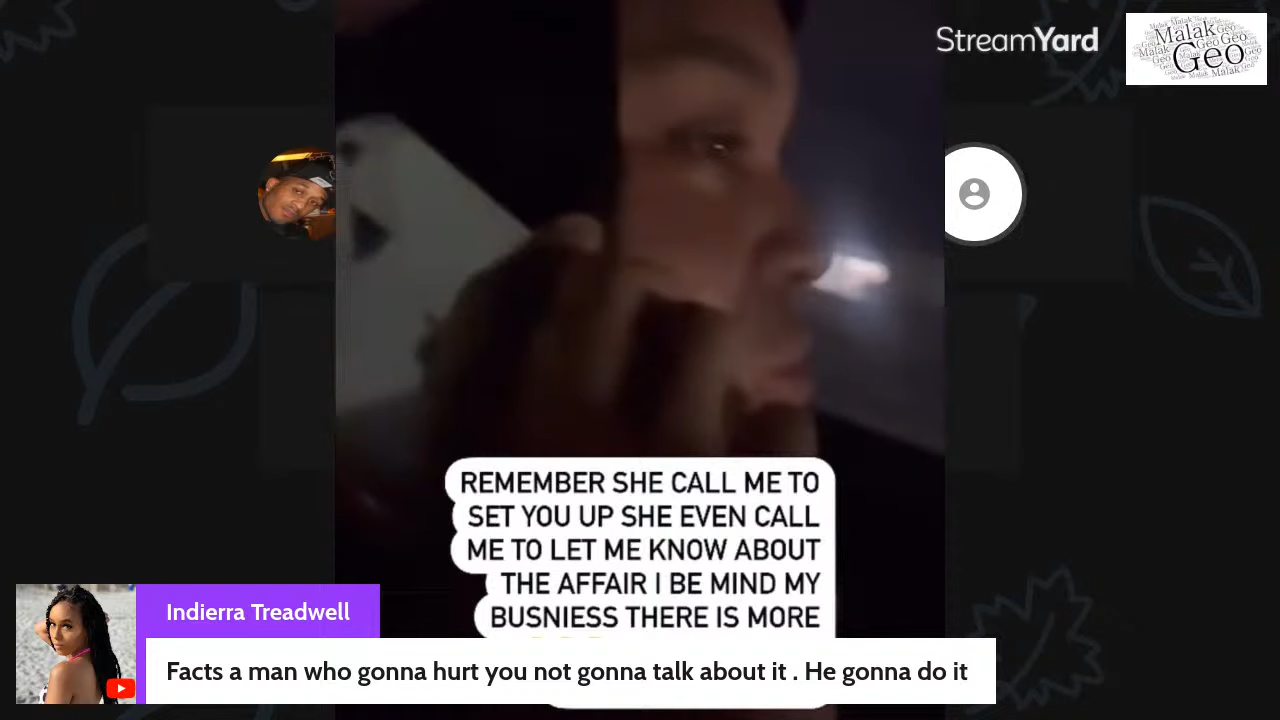 StreamYard
Malak
Geo
REMEMBER SHE CALL ME TO
SET YOU UP SHE EVEN CALL
ME TO LET ME KNOW ABOUT
THE AFFAIR I BE MIND MY
BUSNIESS THERE IS MORE
Indierra Treadwell
Facts a man who gonna hurt you not gonna talk about it . He gonna do it